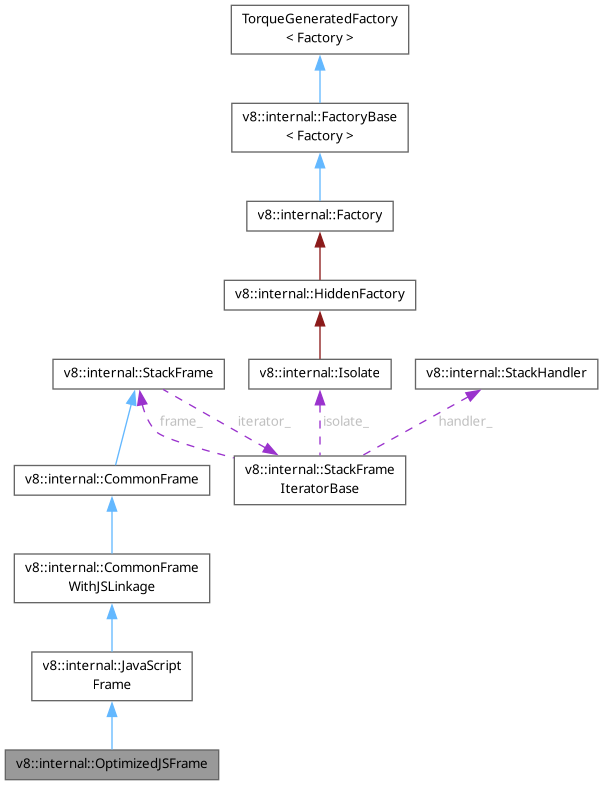 TorqueGeneratedFactory
< Factory >
v8::internal::FactoryBase
< Factory >
v8::internal::Factory
v8::internal::HiddenFactory
v8::internal::StackFrame
v8::internal::Isolate
v8::internal::StackHandler
frame_
iterator_
isolate_
handler_
v8::internal::CommonFrame
v8::internal::StackFrame
IteratorBase
v8::internal::CommonFrame
WithJSLinkage
v8::internal::JavaScript
Frame
v8::internal::OptimizedJSFrame